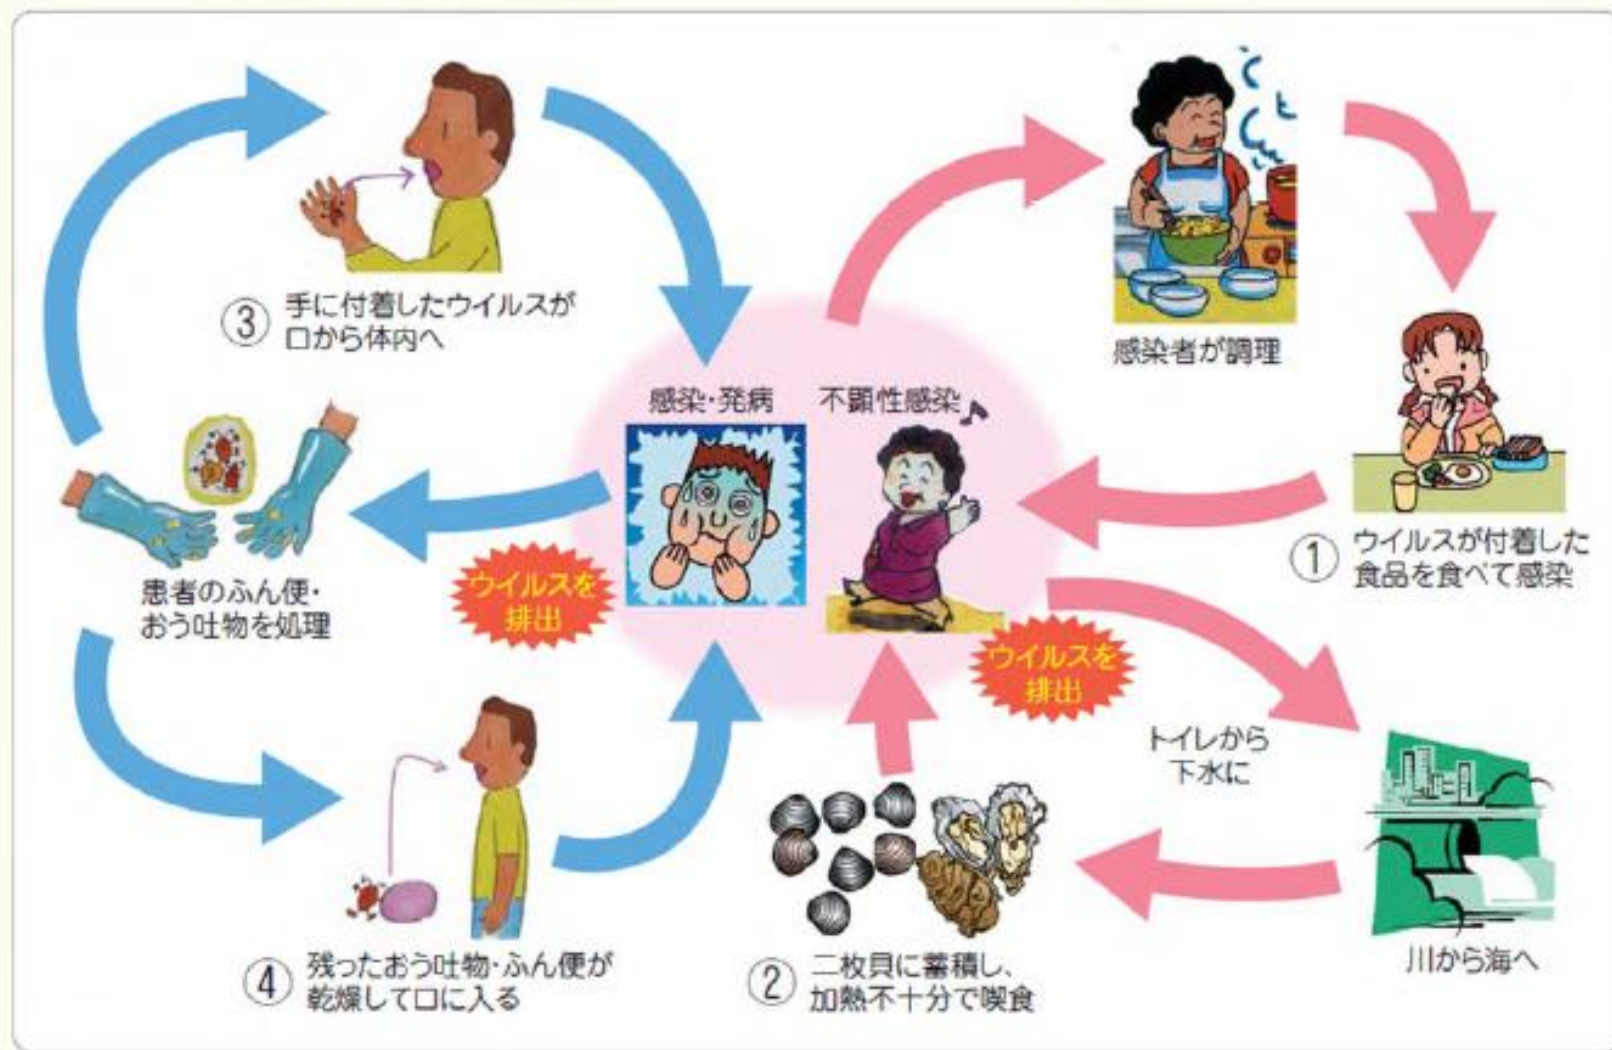 ③ 手に付着したウイルスが
口から体内へ
感染・発病
不顕性感染
感染者が調理
① ウイルスが付着した
食品を食べて感染
患者のふん便・
おう吐物を処理
ウイルスを
排出
ウイルスを
排出
トイレから
下水に
川から海へ
② 二枚貝に蓄積し、
加熱不十分で喫食
④ 残ったおう吐物・ふん便が
乾燥して口に入る